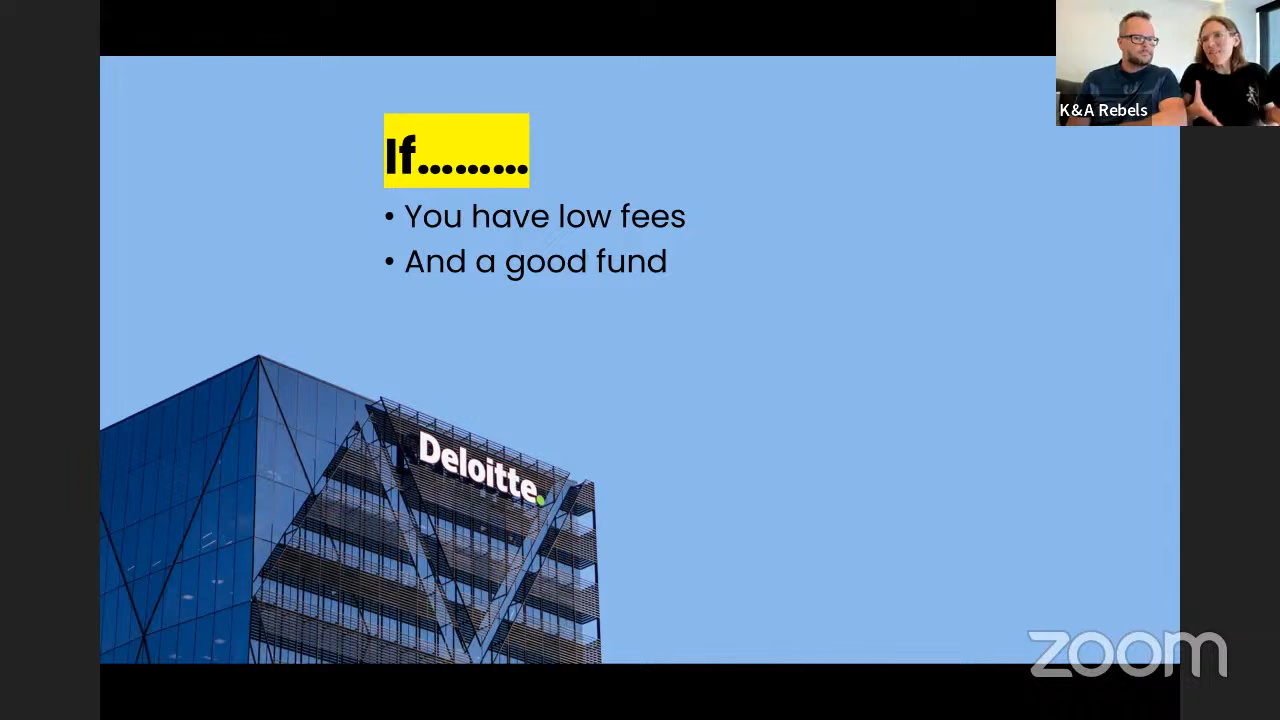 K&A Rebels
If.........
• You have low fees
• And a good fund
Deloitte.
zoom